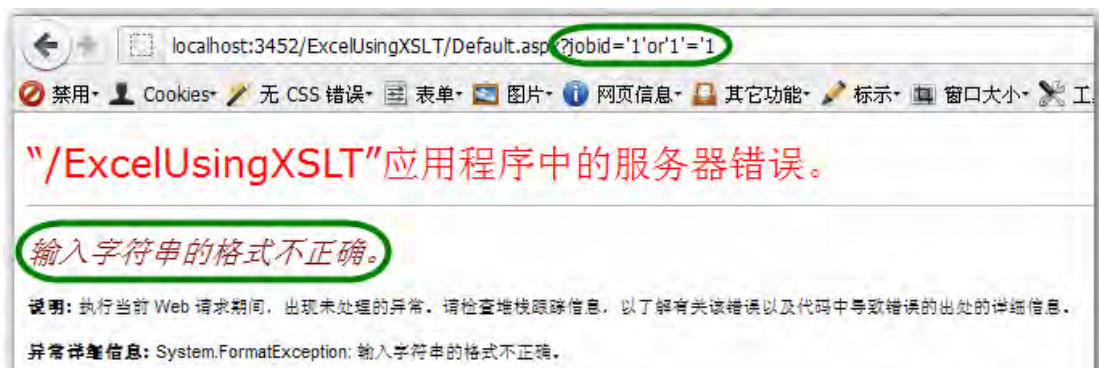 localhost:3452/ExcelUsingXSLT/Default.aspx?jobid='1'or'1'='1
禁用 Cookies 无 CSS 错误 表单 图片 网页信息 其它功能 标示 窗口大小 工
“/ExcelUsingXSLT”应用程序中的服务器错误。
输入字符串的格式不正确。
说明: 执行当前 Web 请求期间，出现未处理的异常。请检查堆栈跟踪信息，以了解有关该错误以及代码中导致错误的出处的详细信息。
异常详细信息: System.FormatException: 输入字符串的格式不正确。